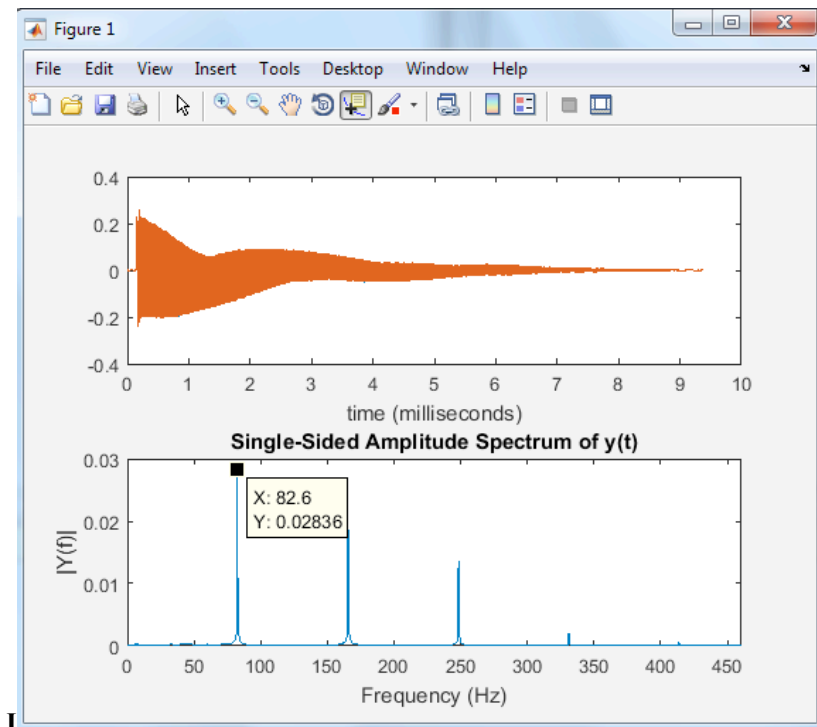 Figure 1
File Edit View Insert Tools Desktop Window Help
0.4
0.2
0
-0.2
-0.4
0 1 2 3 4 5 6 7 8 9 10
time (milliseconds)
Single-Sided Amplitude Spectrum of y(t)
0.03
0.02
0.01
0
|Y(f)|
X: 82.6
Y: 0.02836
0 50 100 150 200 250 300 350 400 450
Frequency (Hz)
I